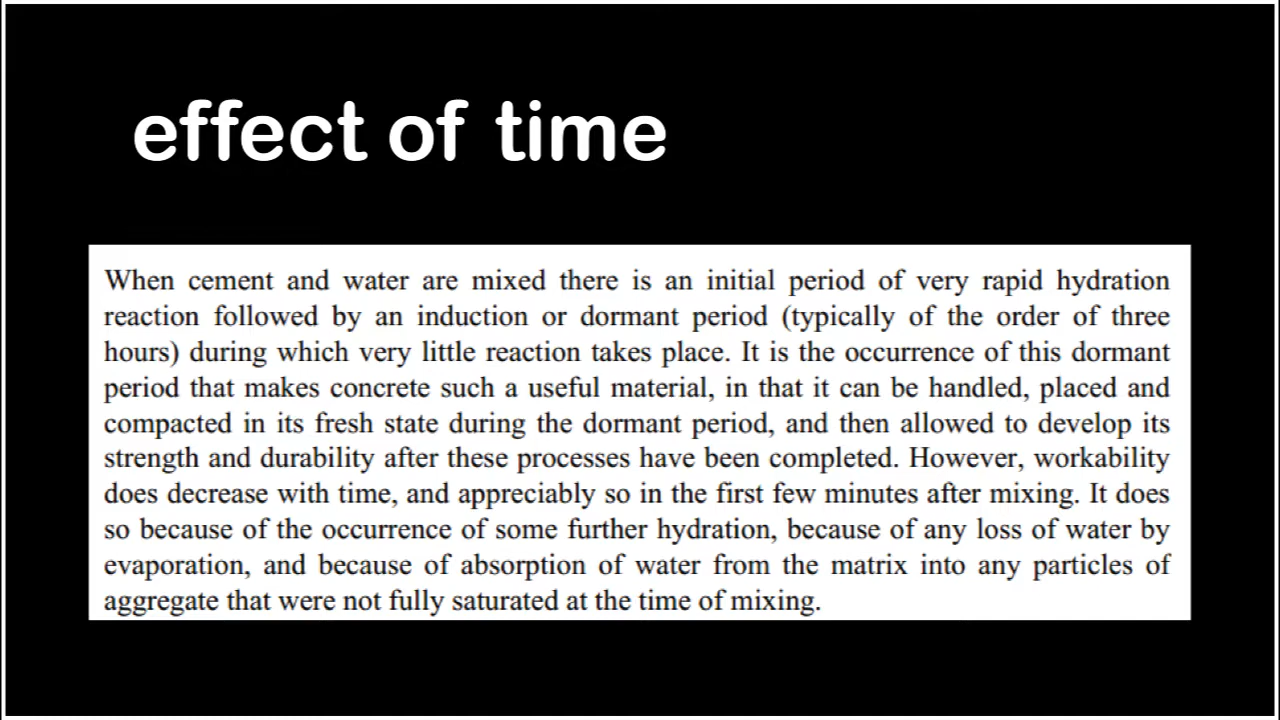 effect of time
When cement and water are mixed there is an initial period of very rapid hydration
reaction followed by an induction or dormant period (typically of the order of three
hours) during which very little reaction takes place. It is the occurrence of this dormant
period that makes concrete such a useful material, in that it can be handled, placed and
compacted in its fresh state during the dormant period, and then allowed to develop its
strength and durability after these processes have been completed. However, workability
does decrease with time, and appreciably so in the first few minutes after mixing. It does
so because of the occurrence of some further hydration, because of any loss of water by
evaporation, and because of absorption of water from the matrix into any particles of
aggregate that were not fully saturated at the time of mixing.